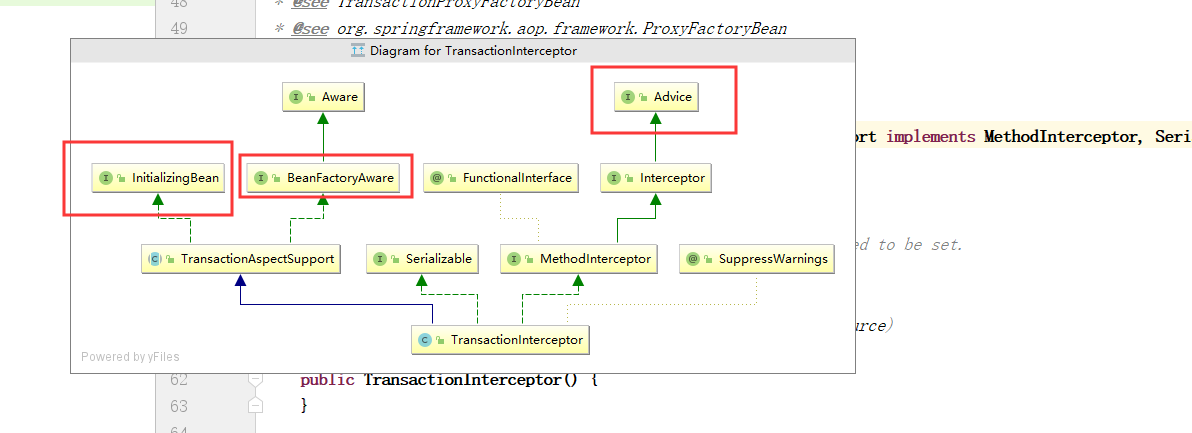 48 * @see TransactionProxyFactoryBean
49 * @see org.springframework.aop.framework.ProxyFactoryBean
Diagram for TransactionInterceptor
Aware
Advice
ort implements MethodInterceptor, Seri
InitializingBean
BeanFactoryAware
FunctionalInterface
Interceptor
ed to be set.
TransactionAspectSupport
Serializable
MethodInterceptor
SuppressWarnings
urce)
TransactionInterceptor
Powered by yFiles
62 public TransactionInterceptor() {
63 }
64